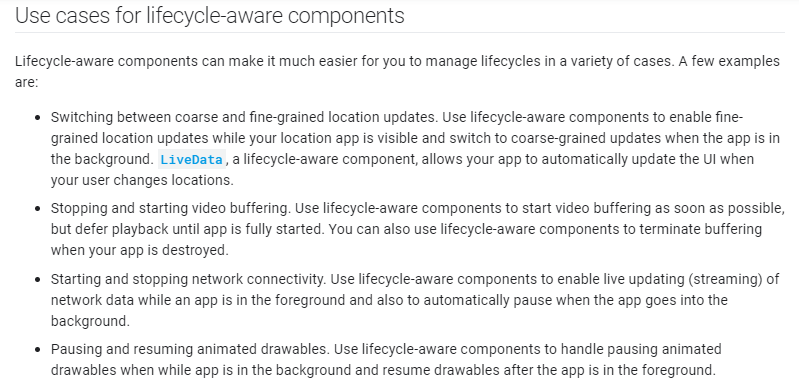 Use cases for lifecycle-aware components
Lifecycle-aware components can make it much easier for you to manage lifecycles in a variety of cases. A few examples
are:
• Switching between coarse and fine-grained location updates. Use lifecycle-aware components to enable fine-
grained location updates while your location app is visible and switch to coarse-grained updates when the app is in
the background. LiveData, a lifecycle-aware component, allows your app to automatically update the UI when
your user changes locations.
• Stopping and starting video buffering. Use lifecycle-aware components to start video buffering as soon as possible,
but defer playback until app is fully started. You can also use lifecycle-aware components to terminate buffering
when your app is destroyed.
• Starting and stopping network connectivity. Use lifecycle-aware components to enable live updating (streaming) of
network data while an app is in the foreground and also to automatically pause when the app goes into the
background.
• Pausing and resuming animated drawables. Use lifecycle-aware components to handle pausing animated
drawables when while app is in the background and resume drawables after the app is in the foreground.